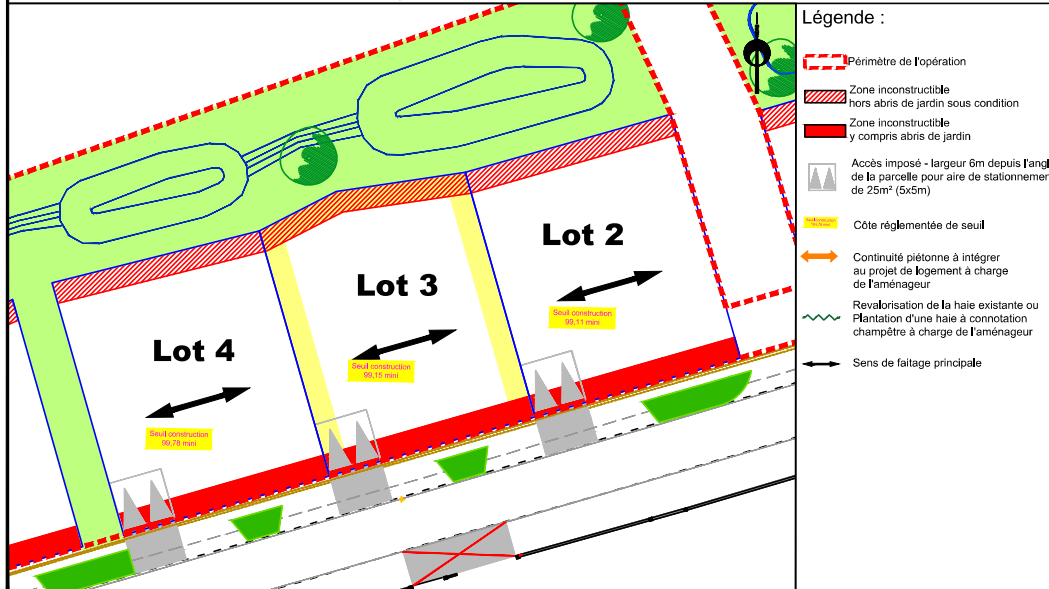 Légende :
Périmètre de l'opération
Zone inconstructible
hors abris de jardin sous condition
Zone inconstructible
y compris abris de jardin
Accès imposé - largeur 6m depuis l'angl
de la parcelle pour aire de stationnemen
de 25m² (5x5m)
Côte réglementée de seuil
Continuité piétonne à intégrer
au projet de logement à charge
de l'aménageur
Revalorisation de la haie existante ou
Plantation d'une haie à connotation
champêtre à charge de l'aménageur
Sens de faitage principale
Lot 2
Seuil construction
99,11 mini
Lot 3
Seuil construction
99,15 mini
Lot 4
Seuil construction
99,78 mini